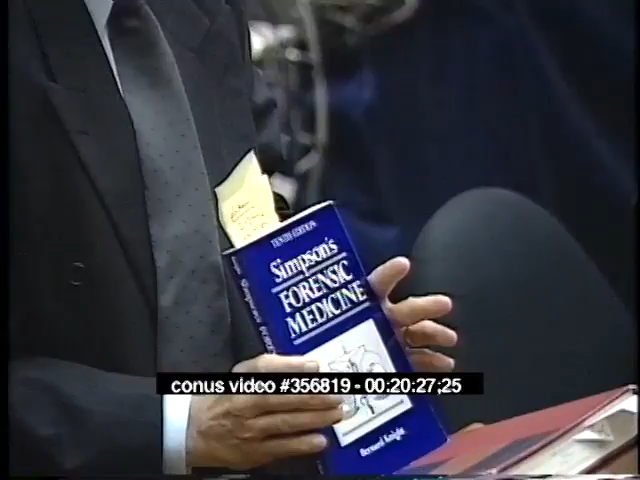 TENTH EDITION
Simpson's
FORENSIC
MEDICINE
conus video #356819 - 00:20:27;25
Bernard Knight